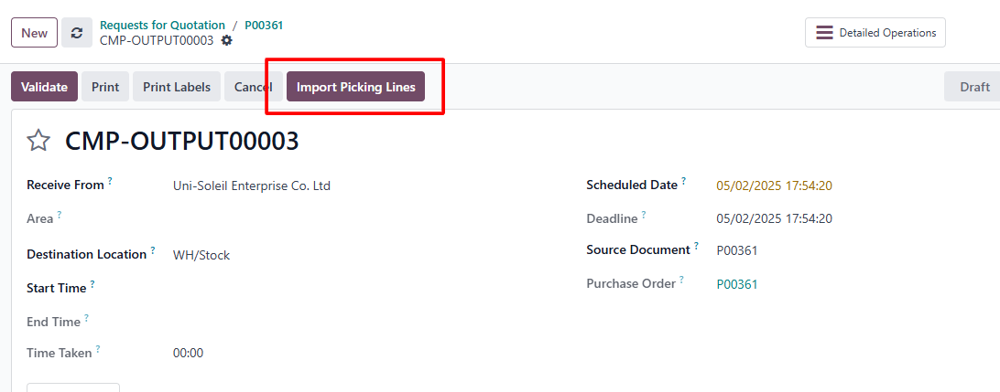 New
Requests for Quotation / P00361
CMP-OUTPUT00003
Detailed Operations
Validate Print Print Labels Cancel Import Picking Lines Draft
CMP-OUTPUT00003
Receive From ? Uni-Soleil Enterprise Co. Ltd Scheduled Date ? 05/02/2025 17:54:20
Area ? Deadline ? 05/02/2025 17:54:20
Destination Location ? WH/Stock Source Document ? P00361
Start Time ? Purchase Order ? P00361
End Time ?
Time Taken ? 00:00